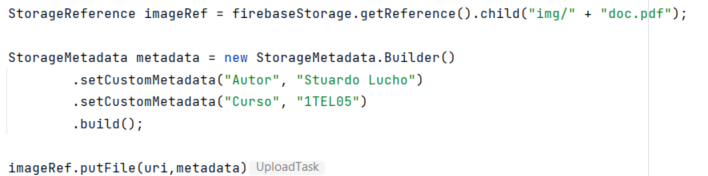 StorageReference imageRef = firebaseStorage.getReference().child("img/" + "doc.pdf");
StorageMetadata metadata = new StorageMetadata.Builder()
.setCustomMetadata("Autor", "Stuardo Lucho")
.setCustomMetadata("Curso", "1TEL05")
.build();
imageRef.putFile(uri,metadata) UploadTask